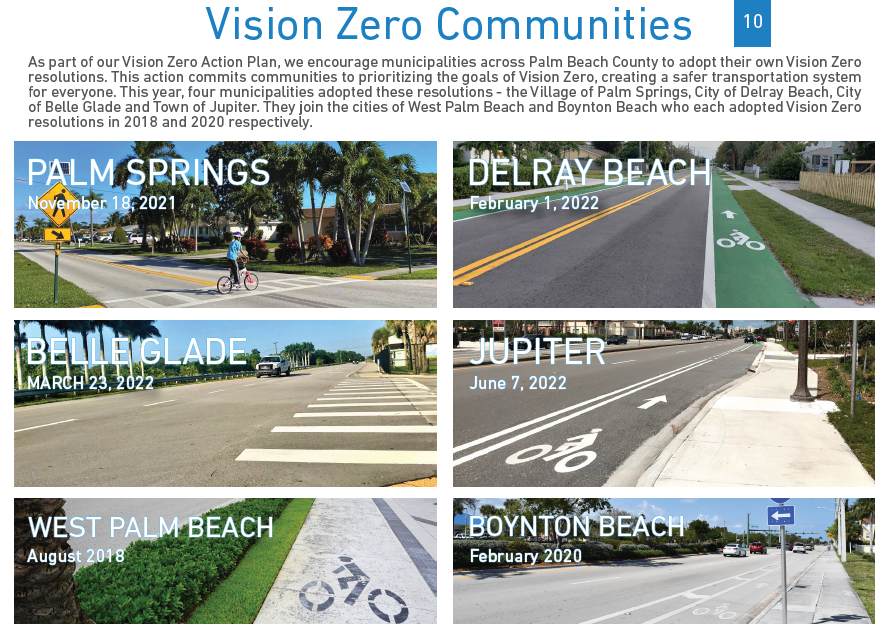 Vision Zero Communities
10
As part of our Vision Zero Action Plan, we encourage municipalities across Palm Beach County to adopt their own Vision Zero
resolutions. This action commits communities to prioritizing the goals of Vision Zero, creating a safer transportation system
for everyone. This year, four municipalities adopted these resolutions - the Village of Palm Springs, City of Delray Beach, City
of Belle Glade and Town of Jupiter. They join the cities of West Palm Beach and Boynton Beach who each adopted Vision Zero
resolutions in 2018 and 2020 respectively.
PALM SPRINGS
November 18, 2021
DELRAY BEACH
February 1, 2022
BELLE GLADE
MARCH 23, 2022
JUPITER
June 7, 2022
WEST PALM BEACH
August 2018
BOYNTON BEACH
February 2020